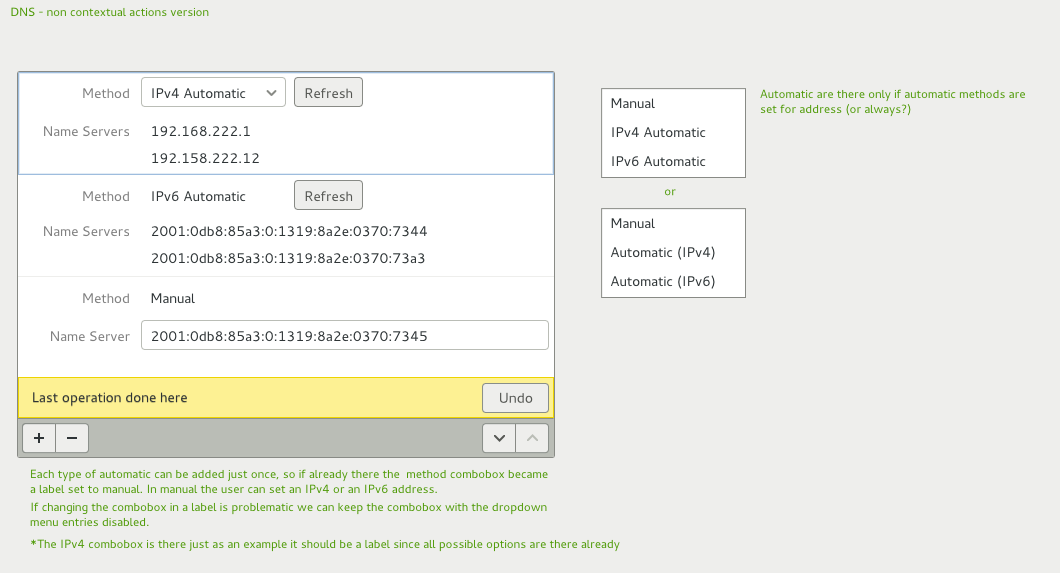 DNS - non contextual actions version
Method IPv4 Automatic Refresh
Name Servers 192.168.222.1
192.158.222.12
Method IPv6 Automatic Refresh
Name Servers 2001:0db8:85a3:0:1319:8a2e:0370:7344
2001:0db8:85a3:0:1319:8a2e:0370:73a3
Method Manual
Name Server 2001:0db8:85a3:0:1319:8a2e:0370:7345
Last operation done here Undo
+ −
Manual
IPv4 Automatic
IPv6 Automatic
or
Manual
Automatic (IPv4)
Automatic (IPv6)
Automatic are there only if automatic methods are
set for address (or always?)
Each type of automatic can be added just once, so if already there the method combobox became
a label set to manual. In manual the user can set an IPv4 or an IPv6 address.
If changing the combobox in a label is problematic we can keep the combobox with the dropdown
menu entries disabled.
*The IPv4 combobox is there just as an example it should be a label since all possible options are there already